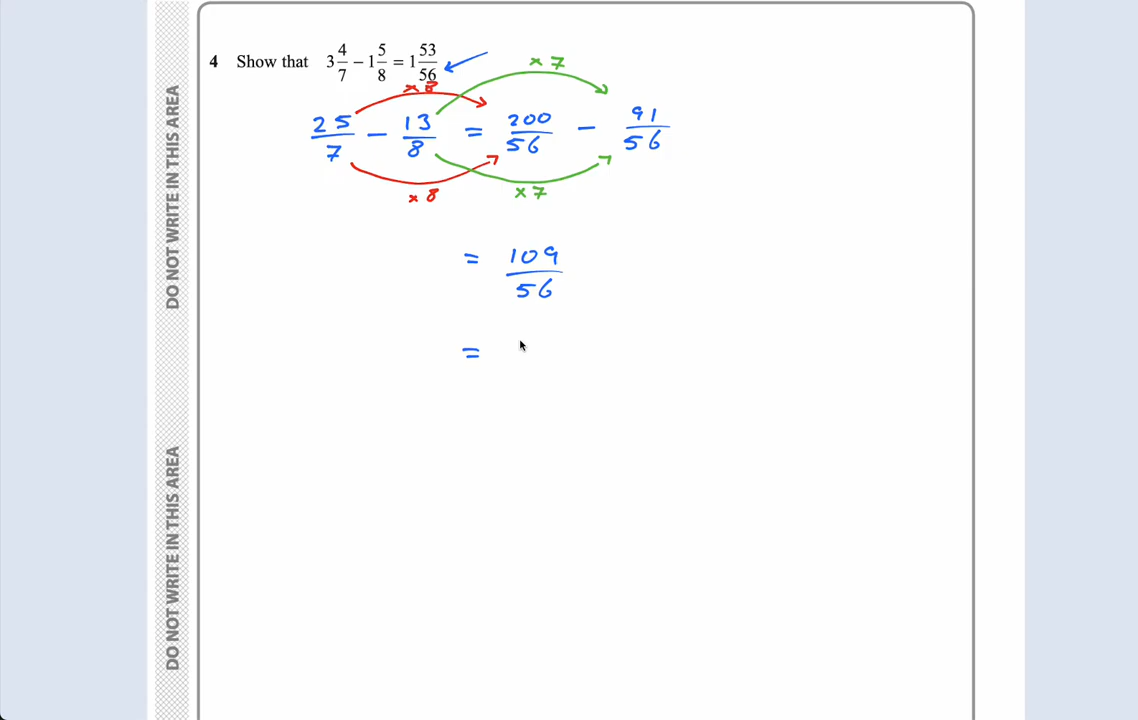 4 Show that 3 4/7 − 1 5/8 = 1 53/56
× 8
× 7
25/7 − 13/8 = 200/56 − 91/56
× 8
× 7
= 109/56
=
DO NOT WRITE IN THIS AREA
DO NOT WRITE IN THIS AREA